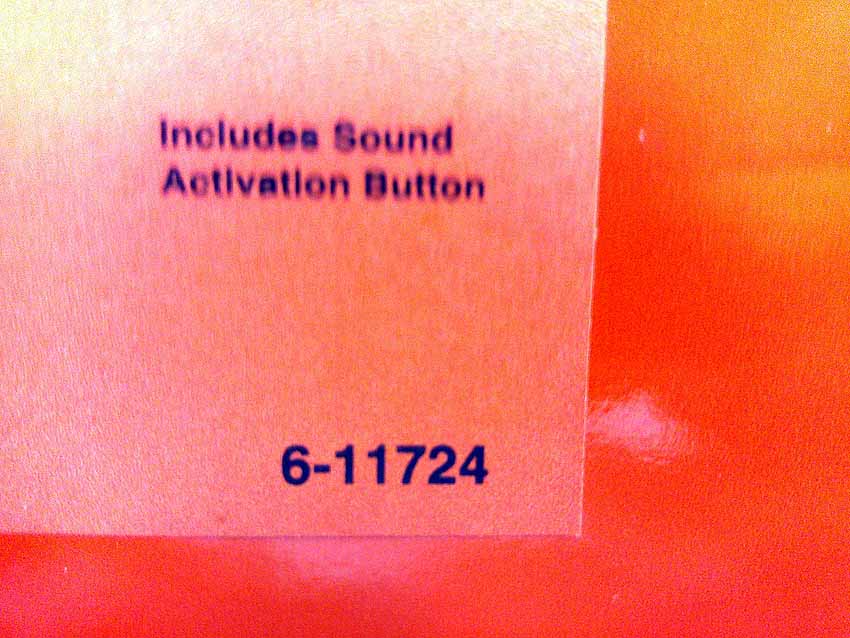 Includes Sound
Activation Button
6-11724